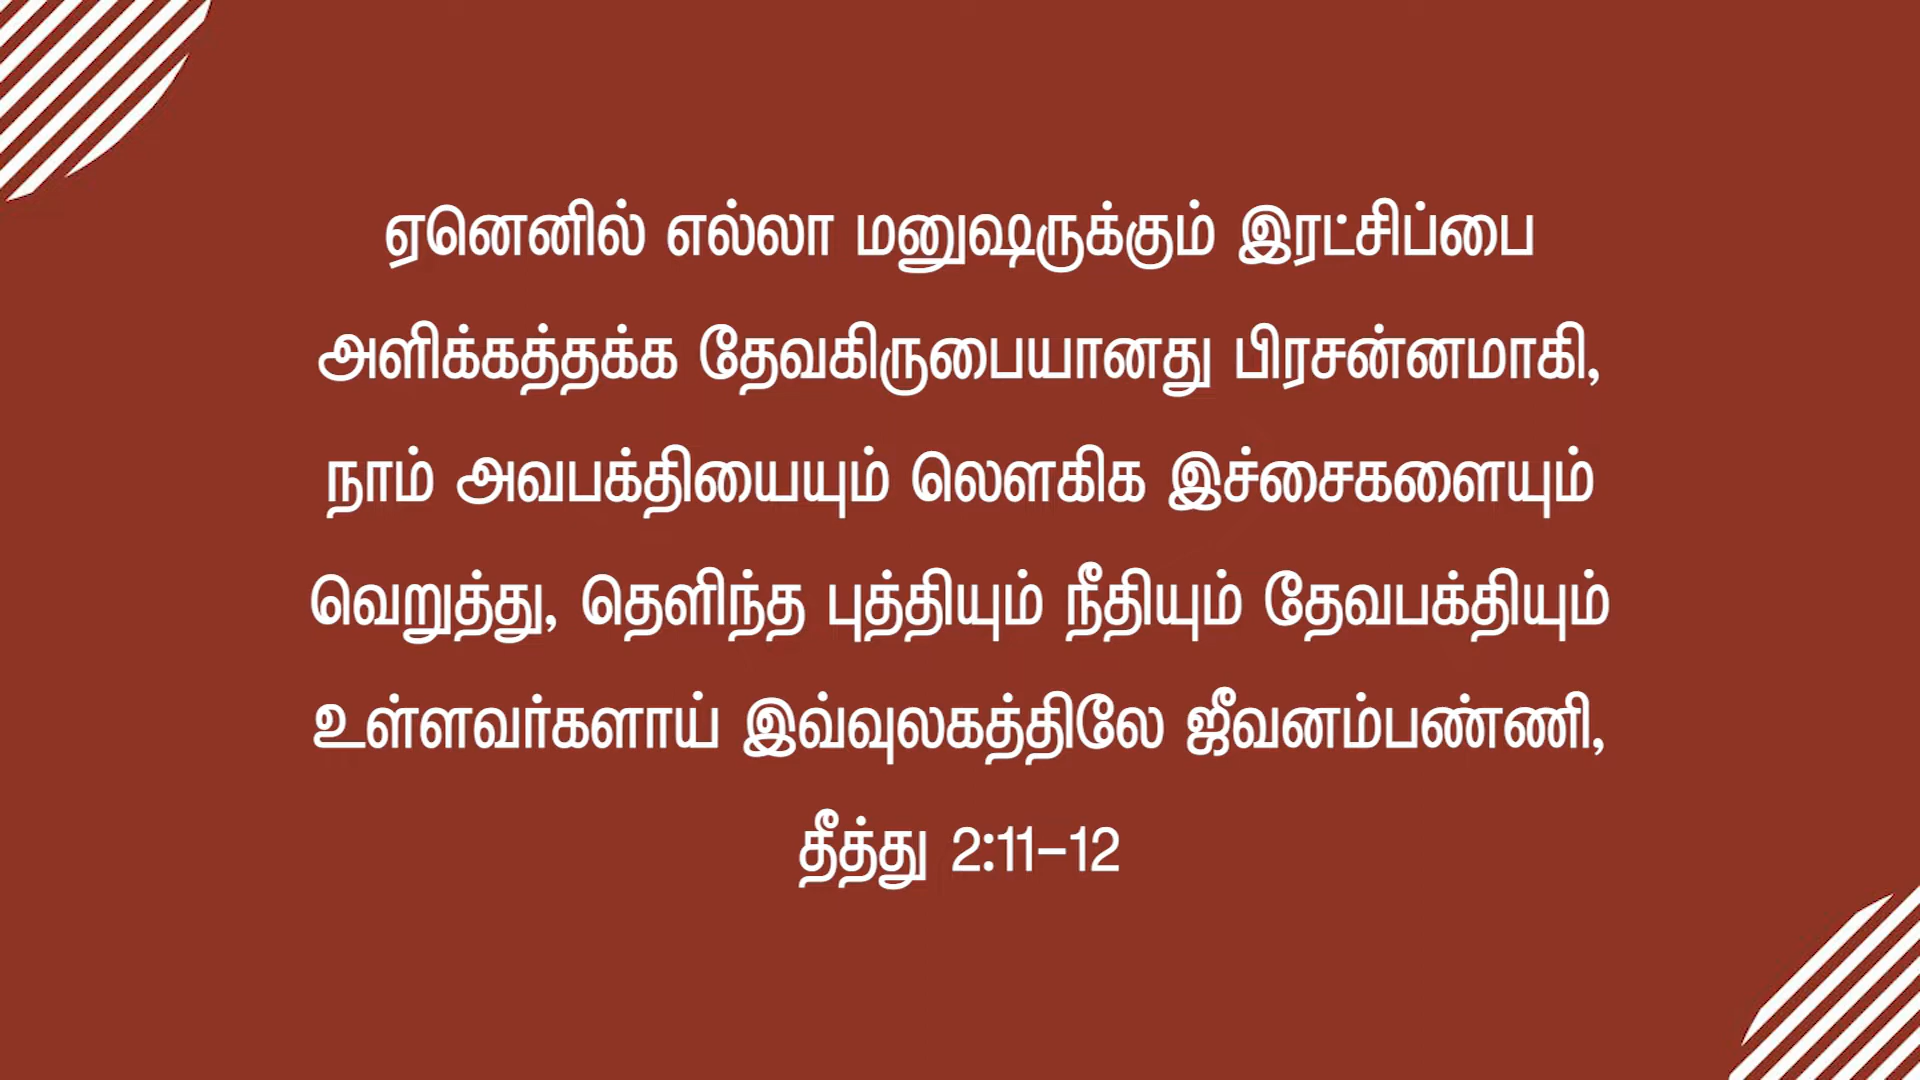 ஏனெனில் எல்லா மனுஷருக்கும் இரட்சிப்பை
அளிக்கத்தக்க தேவகிருபையானது பிரசன்னமாகி,
நாம் அவபக்தியையும் லௌகிக இச்சைகளையும்
வெறுத்து, தெளிந்த புத்தியும் நீதியும் தேவபக்தியும்
உள்ளவர்களாய் இவ்வுலகத்திலே ஜீவனம்பண்ணி,
தீத்து 2:11-12